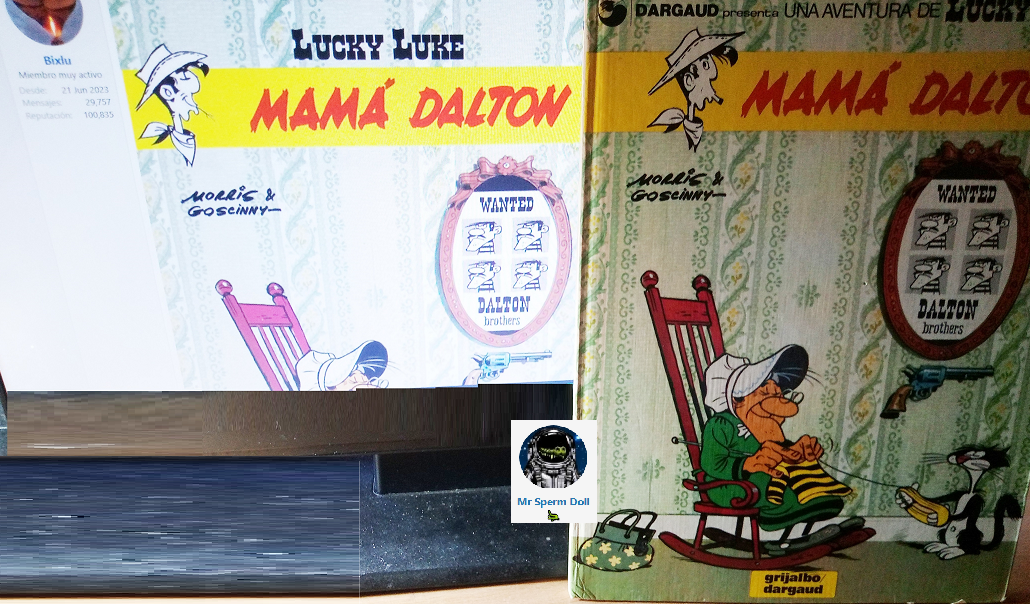 Bixlu
Miembro muy activo
Desde: 21 Jun 2023
Mensajes: 29,757
Reputación: 100,835
LUCKY LUKE
MAMÁ DALTON
MORRIS &
GOSCINNY
WANTED
DALTON
brothers
Mr Sperm Doll
DARGAUD presenta UNA AVENTURA DE LUCKY
MAMÁ DALTO
MORRIS &
GOSCINNY
WANTED
DALTON
brothers
grijalbo/
dargaud